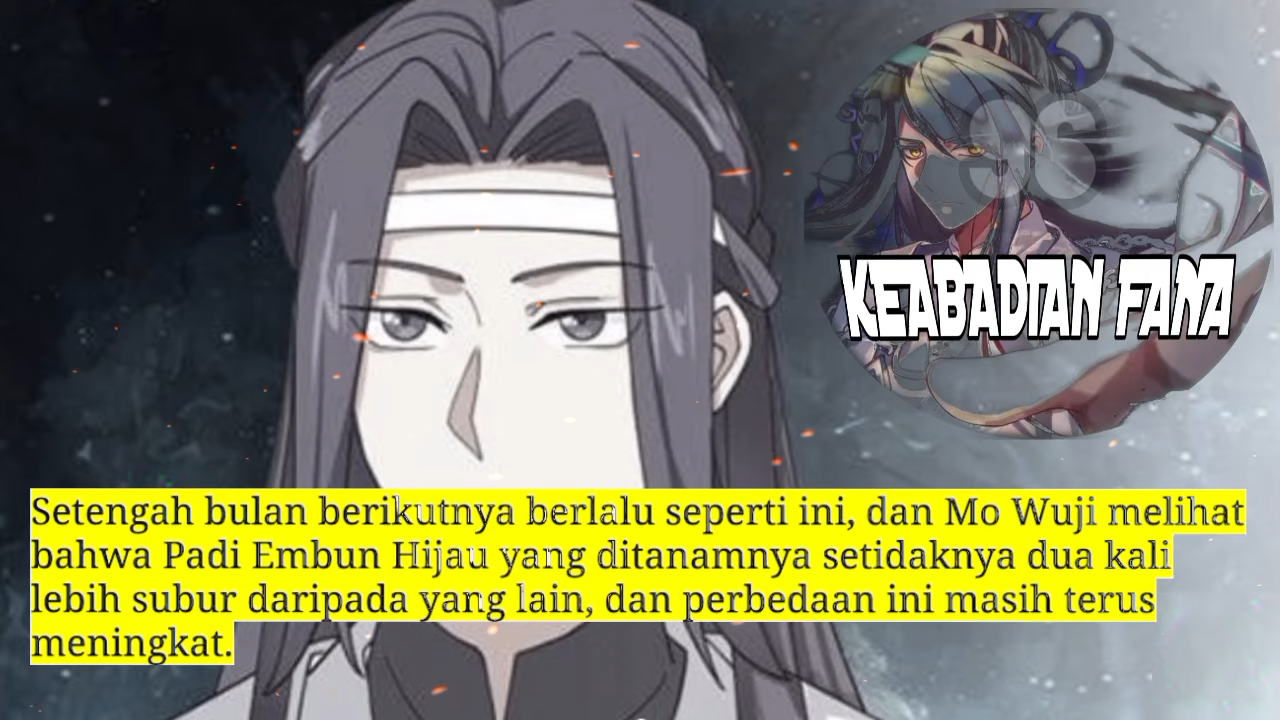 KEABADIAN FANA
Setengah bulan berikutnya berlalu seperti ini, dan Mo Wuji melihat
bahwa Padi Embun Hijau yang ditanamnya setidaknya dua kali
lebih subur daripada yang lain, dan perbedaan ini masih terus
meningkat.